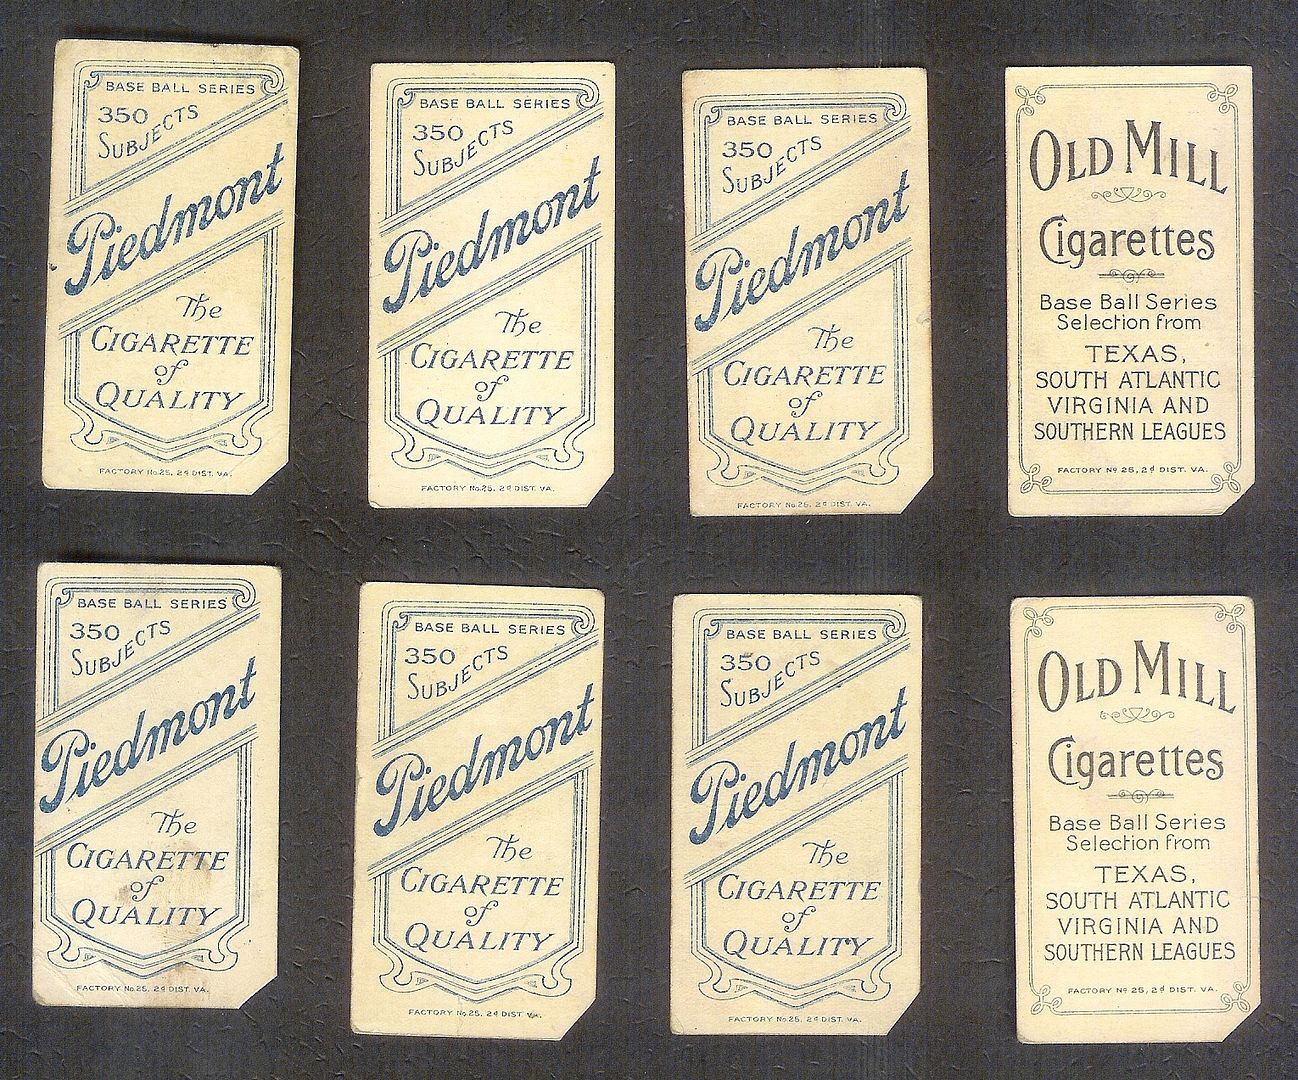 BASE BALL SERIES
350
SUBJECTS
Piedmont
The
CIGARETTE
of
QUALITY
FACTORY No.25, 2d DIST. VA.
BASE BALL SERIES
350
SUBJECTS
Piedmont
The
CIGARETTE
of
QUALITY
FACTORY No.25, 2d DIST. VA.
BASE BALL SERIES
350
SUBJECTS
Piedmont
The
CIGARETTE
of
QUALITY
FACTORY No.25, 2d DIST. VA.
OLD MILL
Cigarettes
Base Ball Series
Selection from
TEXAS,
SOUTH ATLANTIC
VIRGINIA AND
SOUTHERN LEAGUES
FACTORY No 25, 2d DIST. VA.
BASE BALL SERIES
350
SUBJECTS
Piedmont
The
CIGARETTE
of
QUALITY
FACTORY No.25, 2d DIST. VA.
BASE BALL SERIES
350
SUBJECTS
Piedmont
The
CIGARETTE
of
QUALITY
FACTORY No.25, 2d DIST. VA.
BASE BALL SERIES
350
SUBJECTS
Piedmont
The
CIGARETTE
of
QUALITY
FACTORY No.25, 2d DIST. VA.
OLD MILL
Cigarettes
Base Ball Series
Selection from
TEXAS,
SOUTH ATLANTIC
VIRGINIA AND
SOUTHERN LEAGUES
FACTORY No 25, 2d DIST. VA.